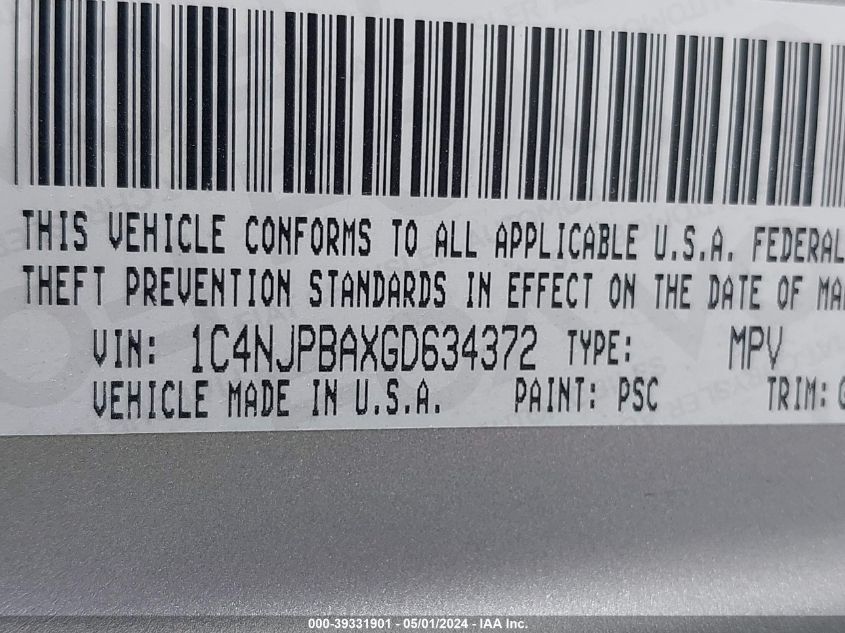 THIS VEHICLE CONFORMS TO ALL APPLICABLE U.S.A. FEDERAL
THEFT PREVENTION STANDARDS IN EFFECT ON THE DATE OF MA
VIN: 1C4NJPBAXGD634372 TYPE: MPV
VEHICLE MADE IN U.S.A. PAINT: PSC TRIM: G
000-39331901 - 05/01/2024 - IAA Inc.